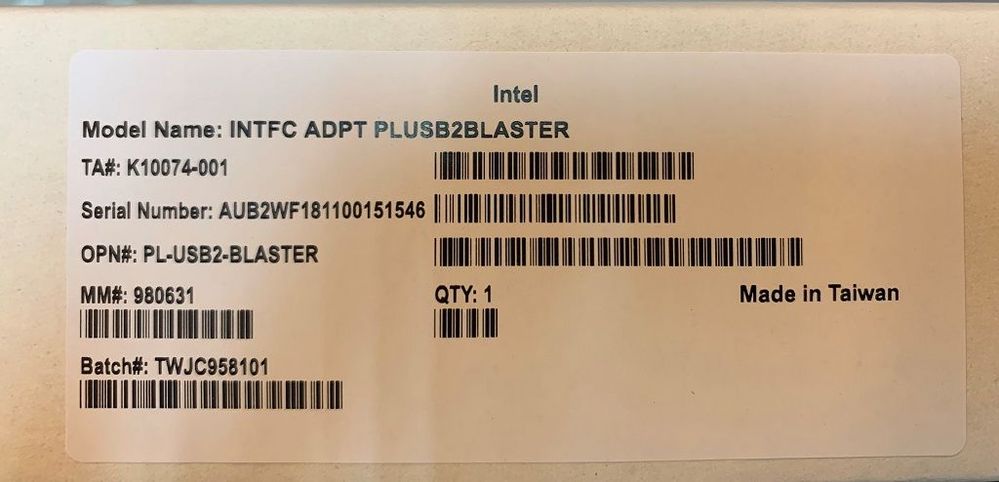 Intel
Model Name: INTFC ADPT PLUSB2BLASTER
TA#: K10074-001
Serial Number: AUB2WF181100151546
OPN#: PL-USB2-BLASTER
MM#: 980631 QTY: 1 Made in Taiwan
Batch#: TWJC958101